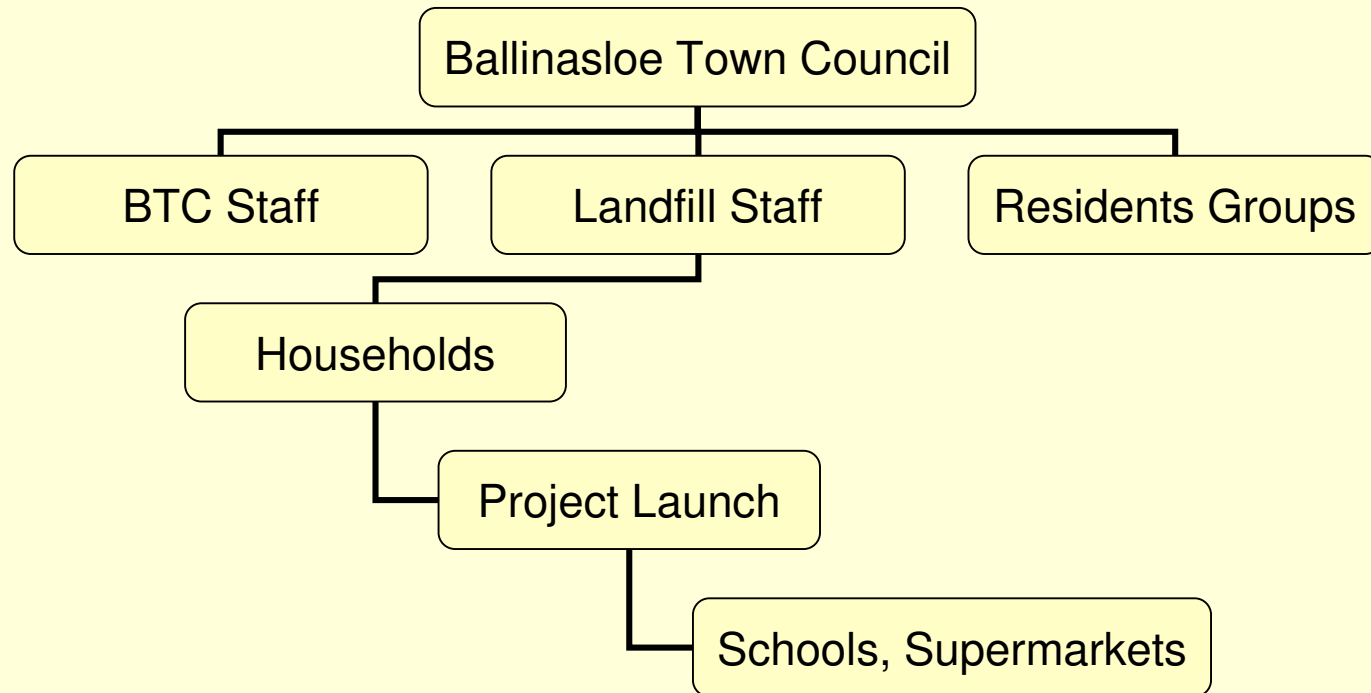 Ballinasloe Town Council
BTC Staff
Landfill Staff
Residents Groups
Households
Project Launch
Schools, Supermarkets